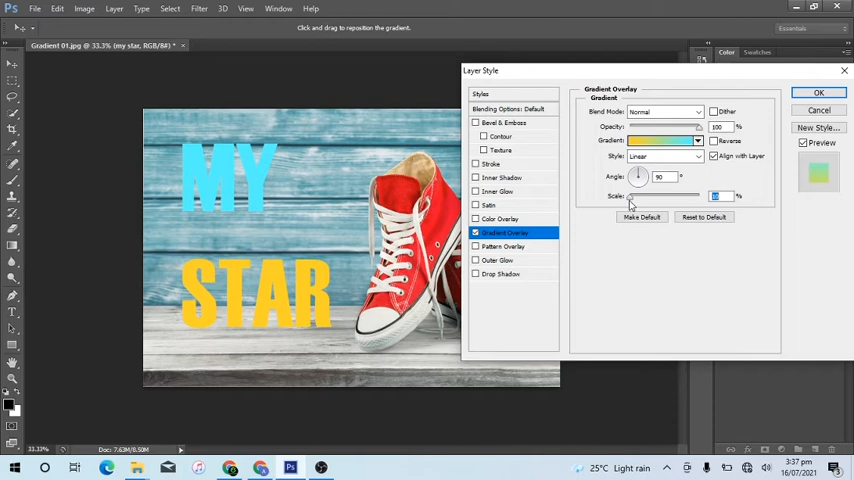 File Edit Image Layer Type Select Filter 3D View Window Help
Click and drag to reposition the gradient.
Essentials
Gradient 01.jpg @ 33.3% (my star, RGB/8#) * ×
Color Swatches
Layer Style
Styles
Blending Options: Default
Bevel & Emboss
Contour
Texture
Stroke
Inner Shadow
Inner Glow
Satin
Color Overlay
Gradient Overlay
Pattern Overlay
Outer Glow
Drop Shadow
Gradient Overlay
Gradient
Blend Mode: Normal Dither
Opacity: 100 %
Gradient: Reverse
Style: Linear Align with Layer
Angle: 90 °
Scale: 10 %
Make Default Reset to Default
OK
Cancel
New Style...
Preview
MY
STAR
33.33% Doc: 7.63M/8.50M
25°C Light rain
3:37 pm
16/07/2021
3